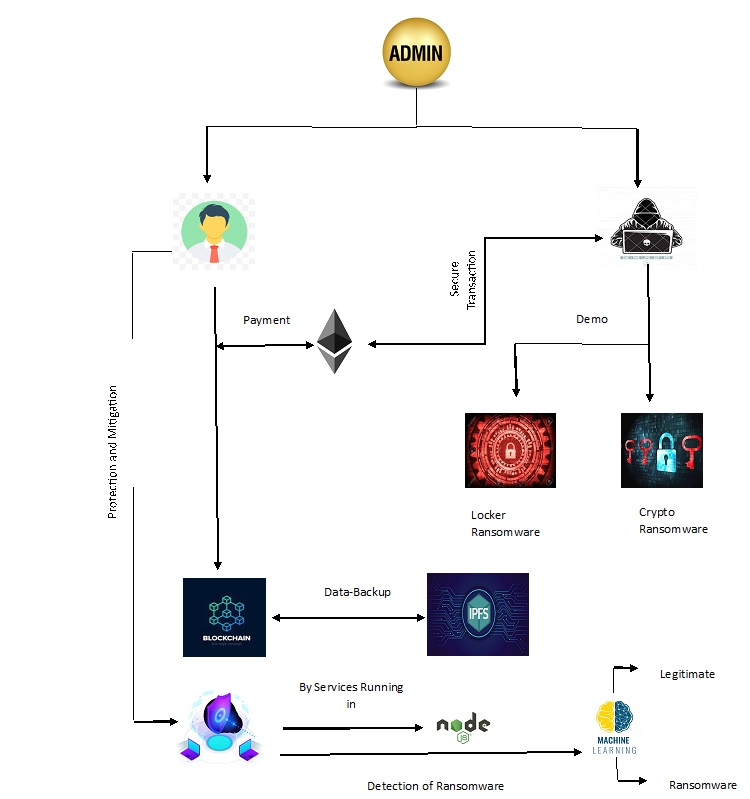 ADMIN
Secure
Transaction
Payment
Demo
Protection and Mitigation
Locker
Ransomware
Crypto
Ransomware
Data-Backup
BLOCKCHAIN
IPFS
By Services Running
in
node
JS
Legitimate
MACHINE
LEARNING
Detection of Ransomware
Ransomware